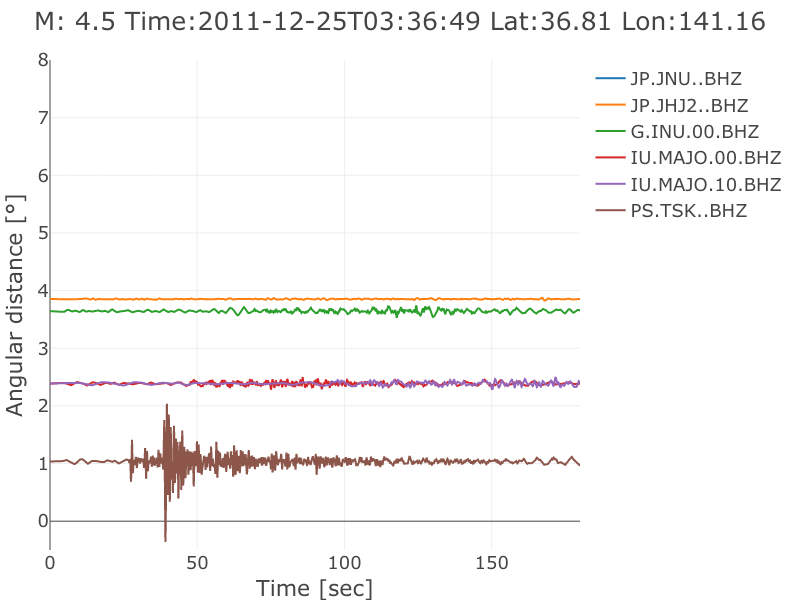 M: 4.5 Time:2011-12-25T03:36:49 Lat:36.81 Lon:141.16
8
7
6
5
4
3
2
1
0
Angular distance [°]
0 50 100 150
Time [sec]
JP.JNU..BHZ
JP.JHJ2..BHZ
G.INU.00.BHZ
IU.MAJO.00.BHZ
IU.MAJO.10.BHZ
PS.TSK..BHZ